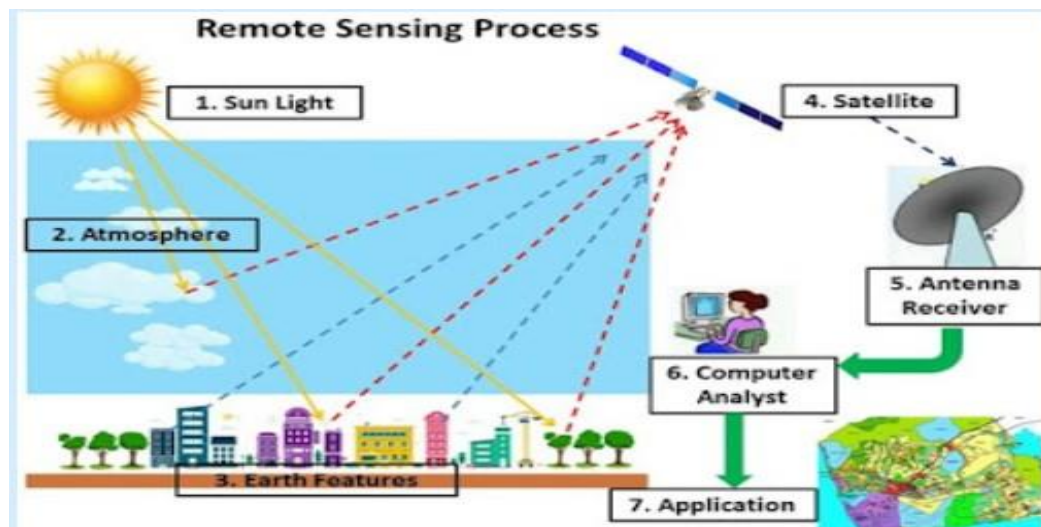 Remote Sensing Process
1. Sun Light
4. Satellite
2. Atmosphere
5. Antenna
Receiver
6. Computer
Analyst
3. Earth Features
7. Application